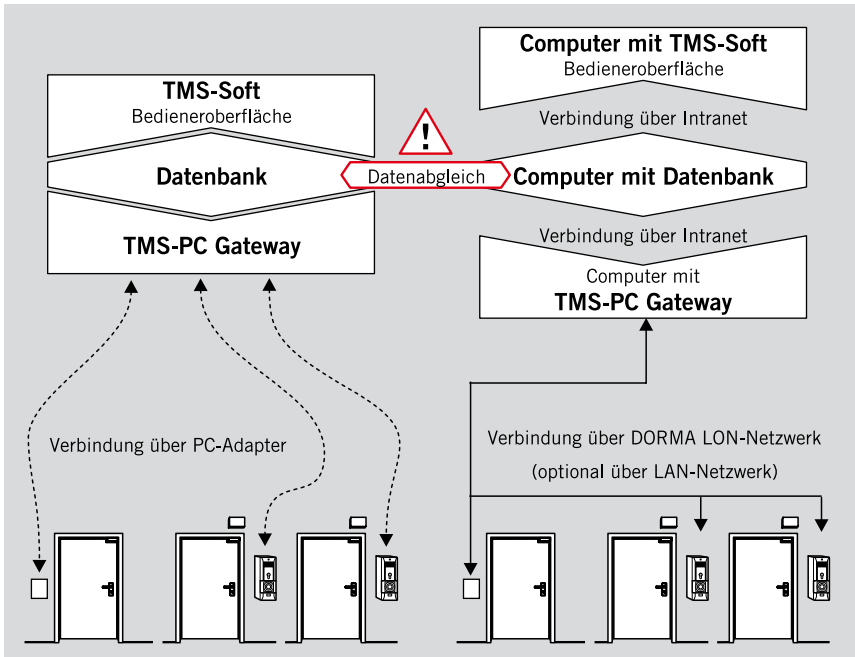 TMS-Soft
Bedieneroberfläche
Datenbank
TMS-PC Gateway
Verbindung über PC-Adapter
!
Datenabgleich
Computer mit TMS-Soft
Bedieneroberfläche
Verbindung über Intranet
Computer mit Datenbank
Verbindung über Intranet
Computer mit
TMS-PC Gateway
Verbindung über DORMA LON-Netzwerk
(optional über LAN-Netzwerk)